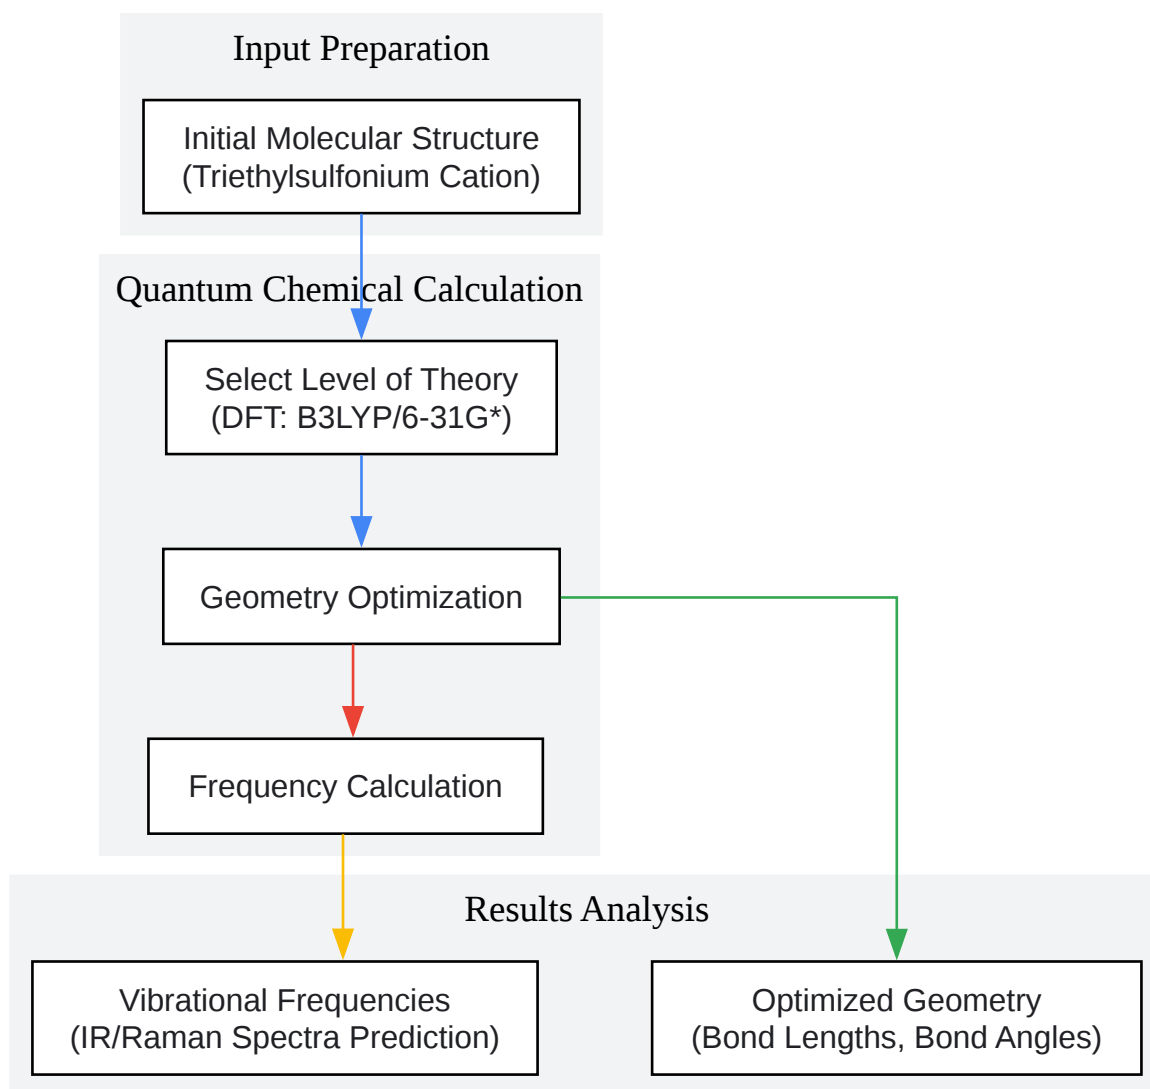 Input Preparation
Initial Molecular Structure
(Triethylsulfonium Cation)
Quantum Chemical Calculation
Select Level of Theory
(DFT: B3LYP/6-31G*)
Geometry Optimization
Frequency Calculation
Results Analysis
Vibrational Frequencies
(IR/Raman Spectra Prediction)
Optimized Geometry
(Bond Lengths, Bond Angles)